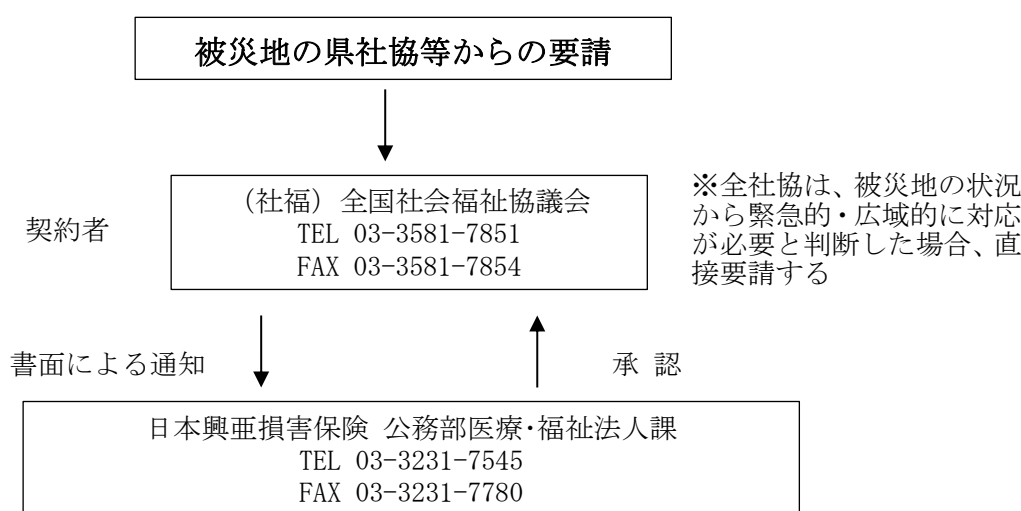 被災地の県社協等からの要請
契約者
(社福) 全国社会福祉協議会
TEL 03-3581-7851
FAX 03-3581-7854
※全社協は、被災地の状況
から緊急的・広域的に対応
が必要と判断した場合、直
接要請する
書面による通知
承 認
日本興亜損害保険 公務部医療・福祉法人課
TEL 03-3231-7545
FAX 03-3231-7780